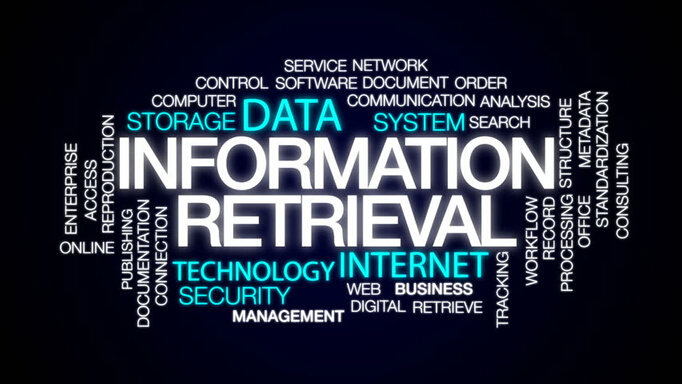 SERVICE NETWORK
CONTROL SOFTWARE DOCUMENT ORDER
COMPUTER COMMUNICATION ANALYSIS
STORAGE DATA SYSTEM SEARCH
INFORMATION
RETRIEVAL
TECHNOLOGY INTERNET
SECURITY WEB BUSINESS
DIGITAL RETRIEVE
MANAGEMENT
ENTERPRISE
ACCESS
REPRODUCTION
ONLINE
PUBLISHING
DOCUMENTATION
CONNECTION
TRACKING
WORKFLOW
RECORD
PROCESSING STRUCTURE
OFFICE METADATA
STANDARDIZATION
CONSULTING